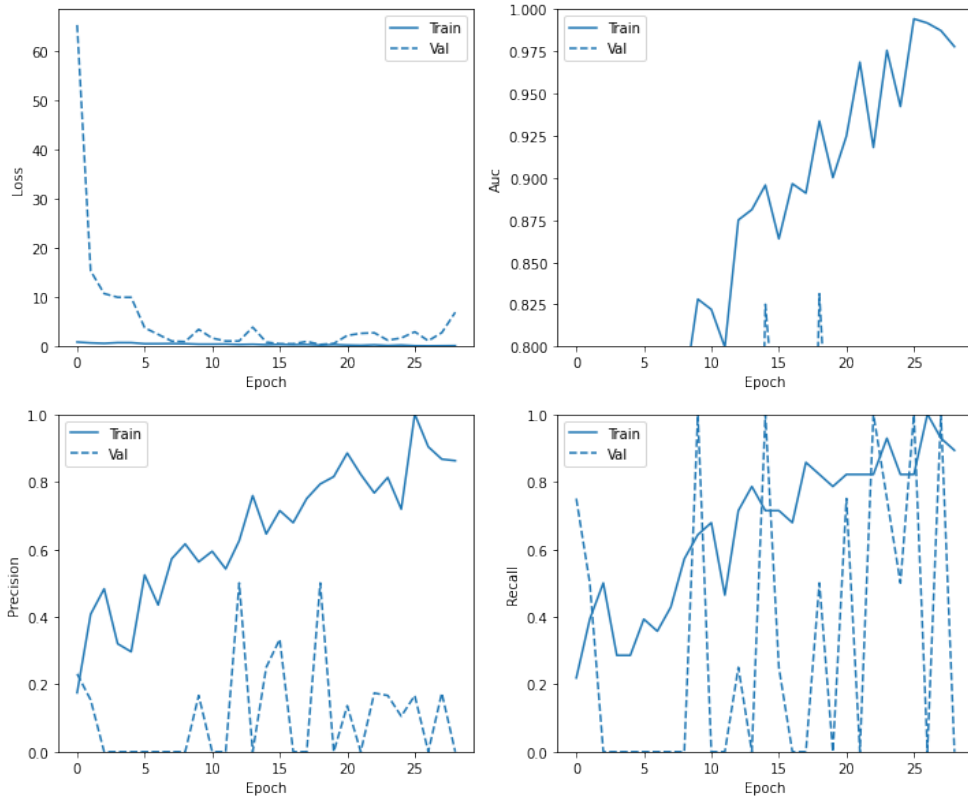 Train
Val
60
50
40
30
20
10
0
Loss
0 5 10 15 20 25
Epoch
Train
Val
1.000
0.975
0.950
0.925
0.900
0.875
0.850
0.825
0.800
Auc
0 5 10 15 20 25
Epoch
Train
Val
1.0
0.8
0.6
0.4
0.2
0.0
Precision
0 5 10 15 20 25
Epoch
Train
Val
1.0
0.8
0.6
0.4
0.2
0.0
Recall
0 5 10 15 20 25
Epoch